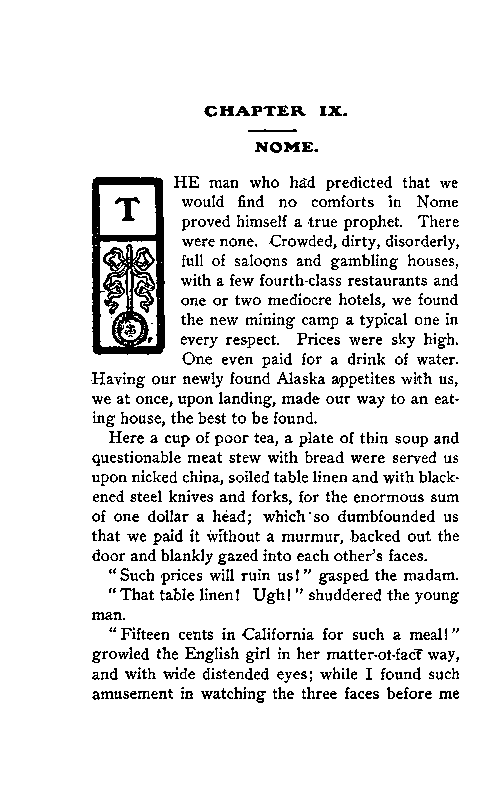 CHAPTER IX.
NOME.
THE man who had predicted that we
would find no comforts in Nome
proved himself a true prophet. There
were none. Crowded, dirty, disorderly,
full of saloons and gambling houses,
with a few fourth-class restaurants and
one or two mediocre hotels, we found
the new mining camp a typical one in
every respect. Prices were sky high.
One even paid for a drink of water.
Having our newly found Alaska appetites with us,
we at once, upon landing, made our way to an eat-
ing house, the best to be found.
Here a cup of poor tea, a plate of thin soup and
questionable meat stew with bread were served us
upon nicked china, soiled table linen and with black-
ened steel knives and forks, for the enormous sum
of one dollar a head; which so dumbfounded us
that we paid it without a murmur, backed out the
door and blankly gazed into each other's faces.
"Such prices will ruin us!" gasped the madam.
"That table linen! Ugh!" shuddered the young
man.
"Fifteen cents in California for such a meal!"
growled the English girl in her matter-of-fact way,
and with wide distended eyes; while I found such
amusement in watching the three faces before me